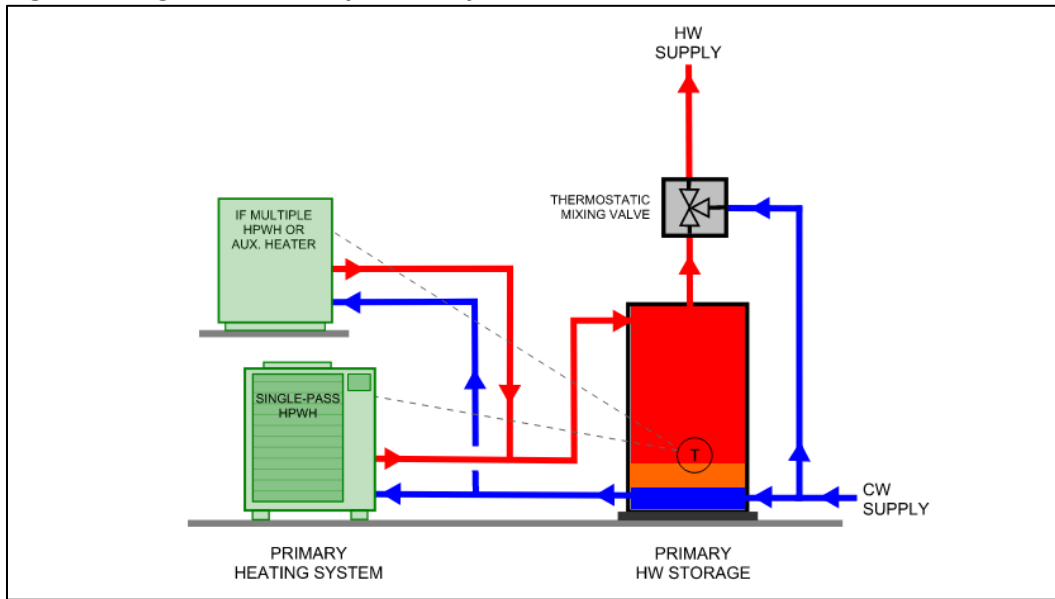 HW
SUPPLY
THERMOSTATIC
MIXING VALVE
IF MULTIPLE
HPWH OR
AUX. HEATER
SINGLE-PASS
HPWH
T
CW
SUPPLY
PRIMARY
HEATING SYSTEM
PRIMARY
HW STORAGE